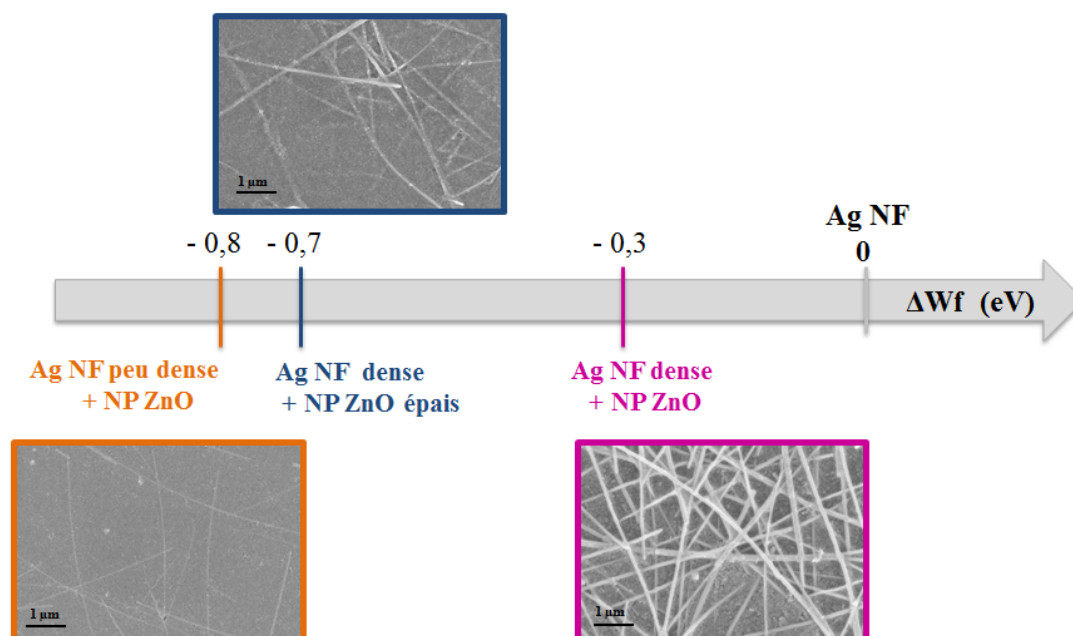 1 µm
Ag NF
- 0,8 - 0,7 - 0,3 0
ΔWf (eV)
Ag NF peu dense
+ NP ZnO
Ag NF dense
+ NP ZnO épais
Ag NF dense
+ NP ZnO
1 µm
1 µm